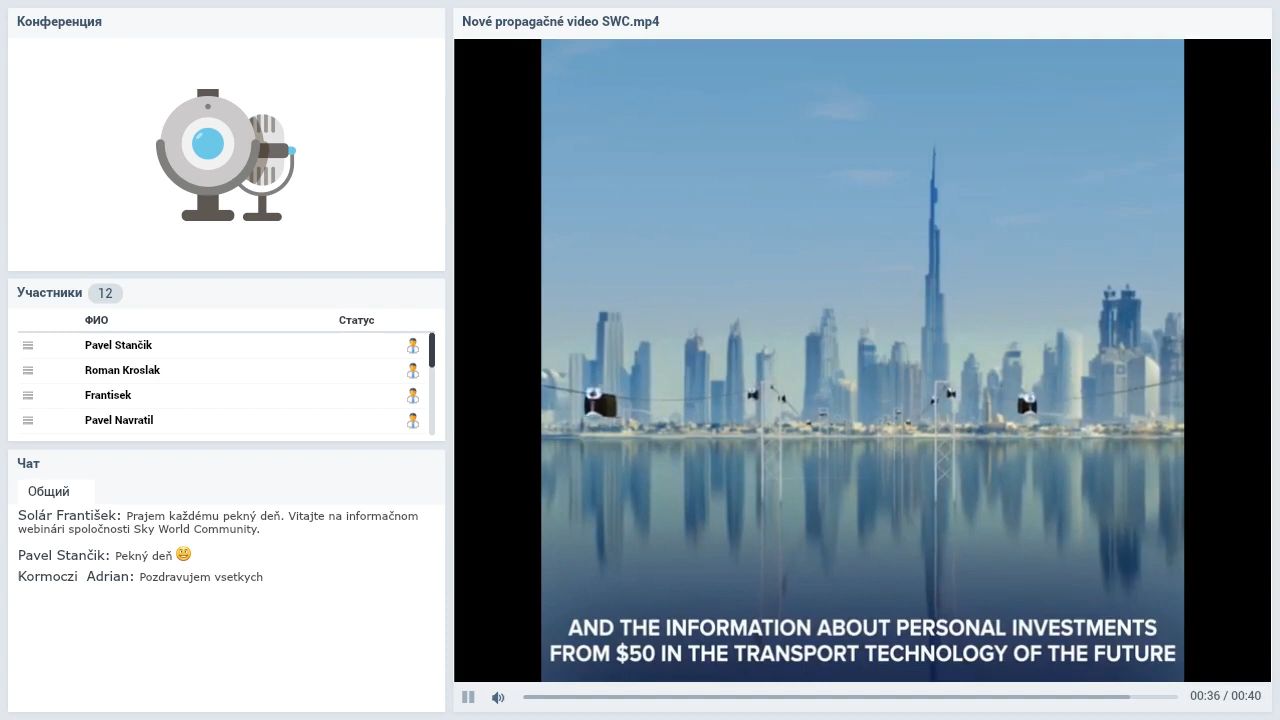 Конференция
Участники 12
ФИО Статус
Pavel Stančik
Roman Kroslak
Frantisek
Pavel Navratil
Чат
Общий
Solár František: Prajem každému pekný deň. Vitajte na informačnom
webinári spoločnosti Sky World Community.
Pavel Stančik: Pekný deň
Kormoczi Adrian: Pozdravujem vsetkych
Nové propagačné video SWC.mp4
AND THE INFORMATION ABOUT PERSONAL INVESTMENTS
FROM $50 IN THE TRANSPORT TECHNOLOGY OF THE FUTURE
00:36 / 00:40